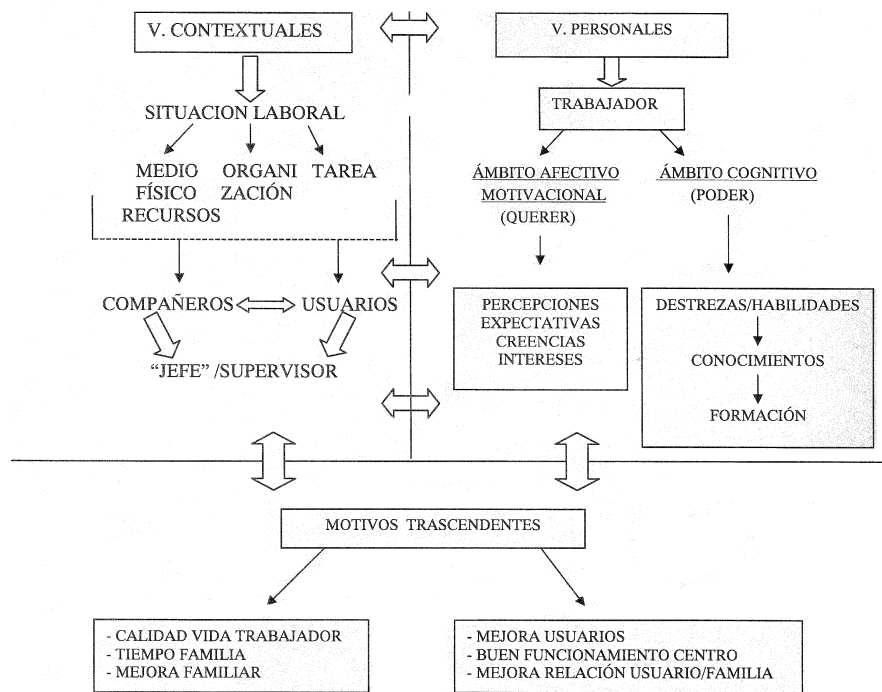 V. CONTEXTUALES
SITUACION LABORAL
MEDIO
FÍSICO
RECURSOS
ORGANI
ZACIÓN
TAREA
COMPAÑEROS
USUARIOS
“JEFE” /SUPERVISOR
V. PERSONALES
TRABAJADOR
ÁMBITO AFECTIVO
MOTIVACIONAL
(QUERER)
ÁMBITO COGNITIVO
(PODER)
PERCEPCIONES
EXPECTATIVAS
CREENCIAS
INTERESES
DESTREZAS/HABILIDADES
CONOCIMIENTOS
FORMACIÓN
MOTIVOS TRASCENDENTES
- CALIDAD VIDA TRABAJADOR
- TIEMPO FAMILIA
- MEJORA FAMILIAR
- MEJORA USUARIOS
- BUEN FUNCIONAMIENTO CENTRO
- MEJORA RELACIÓN USUARIO/FAMILIA